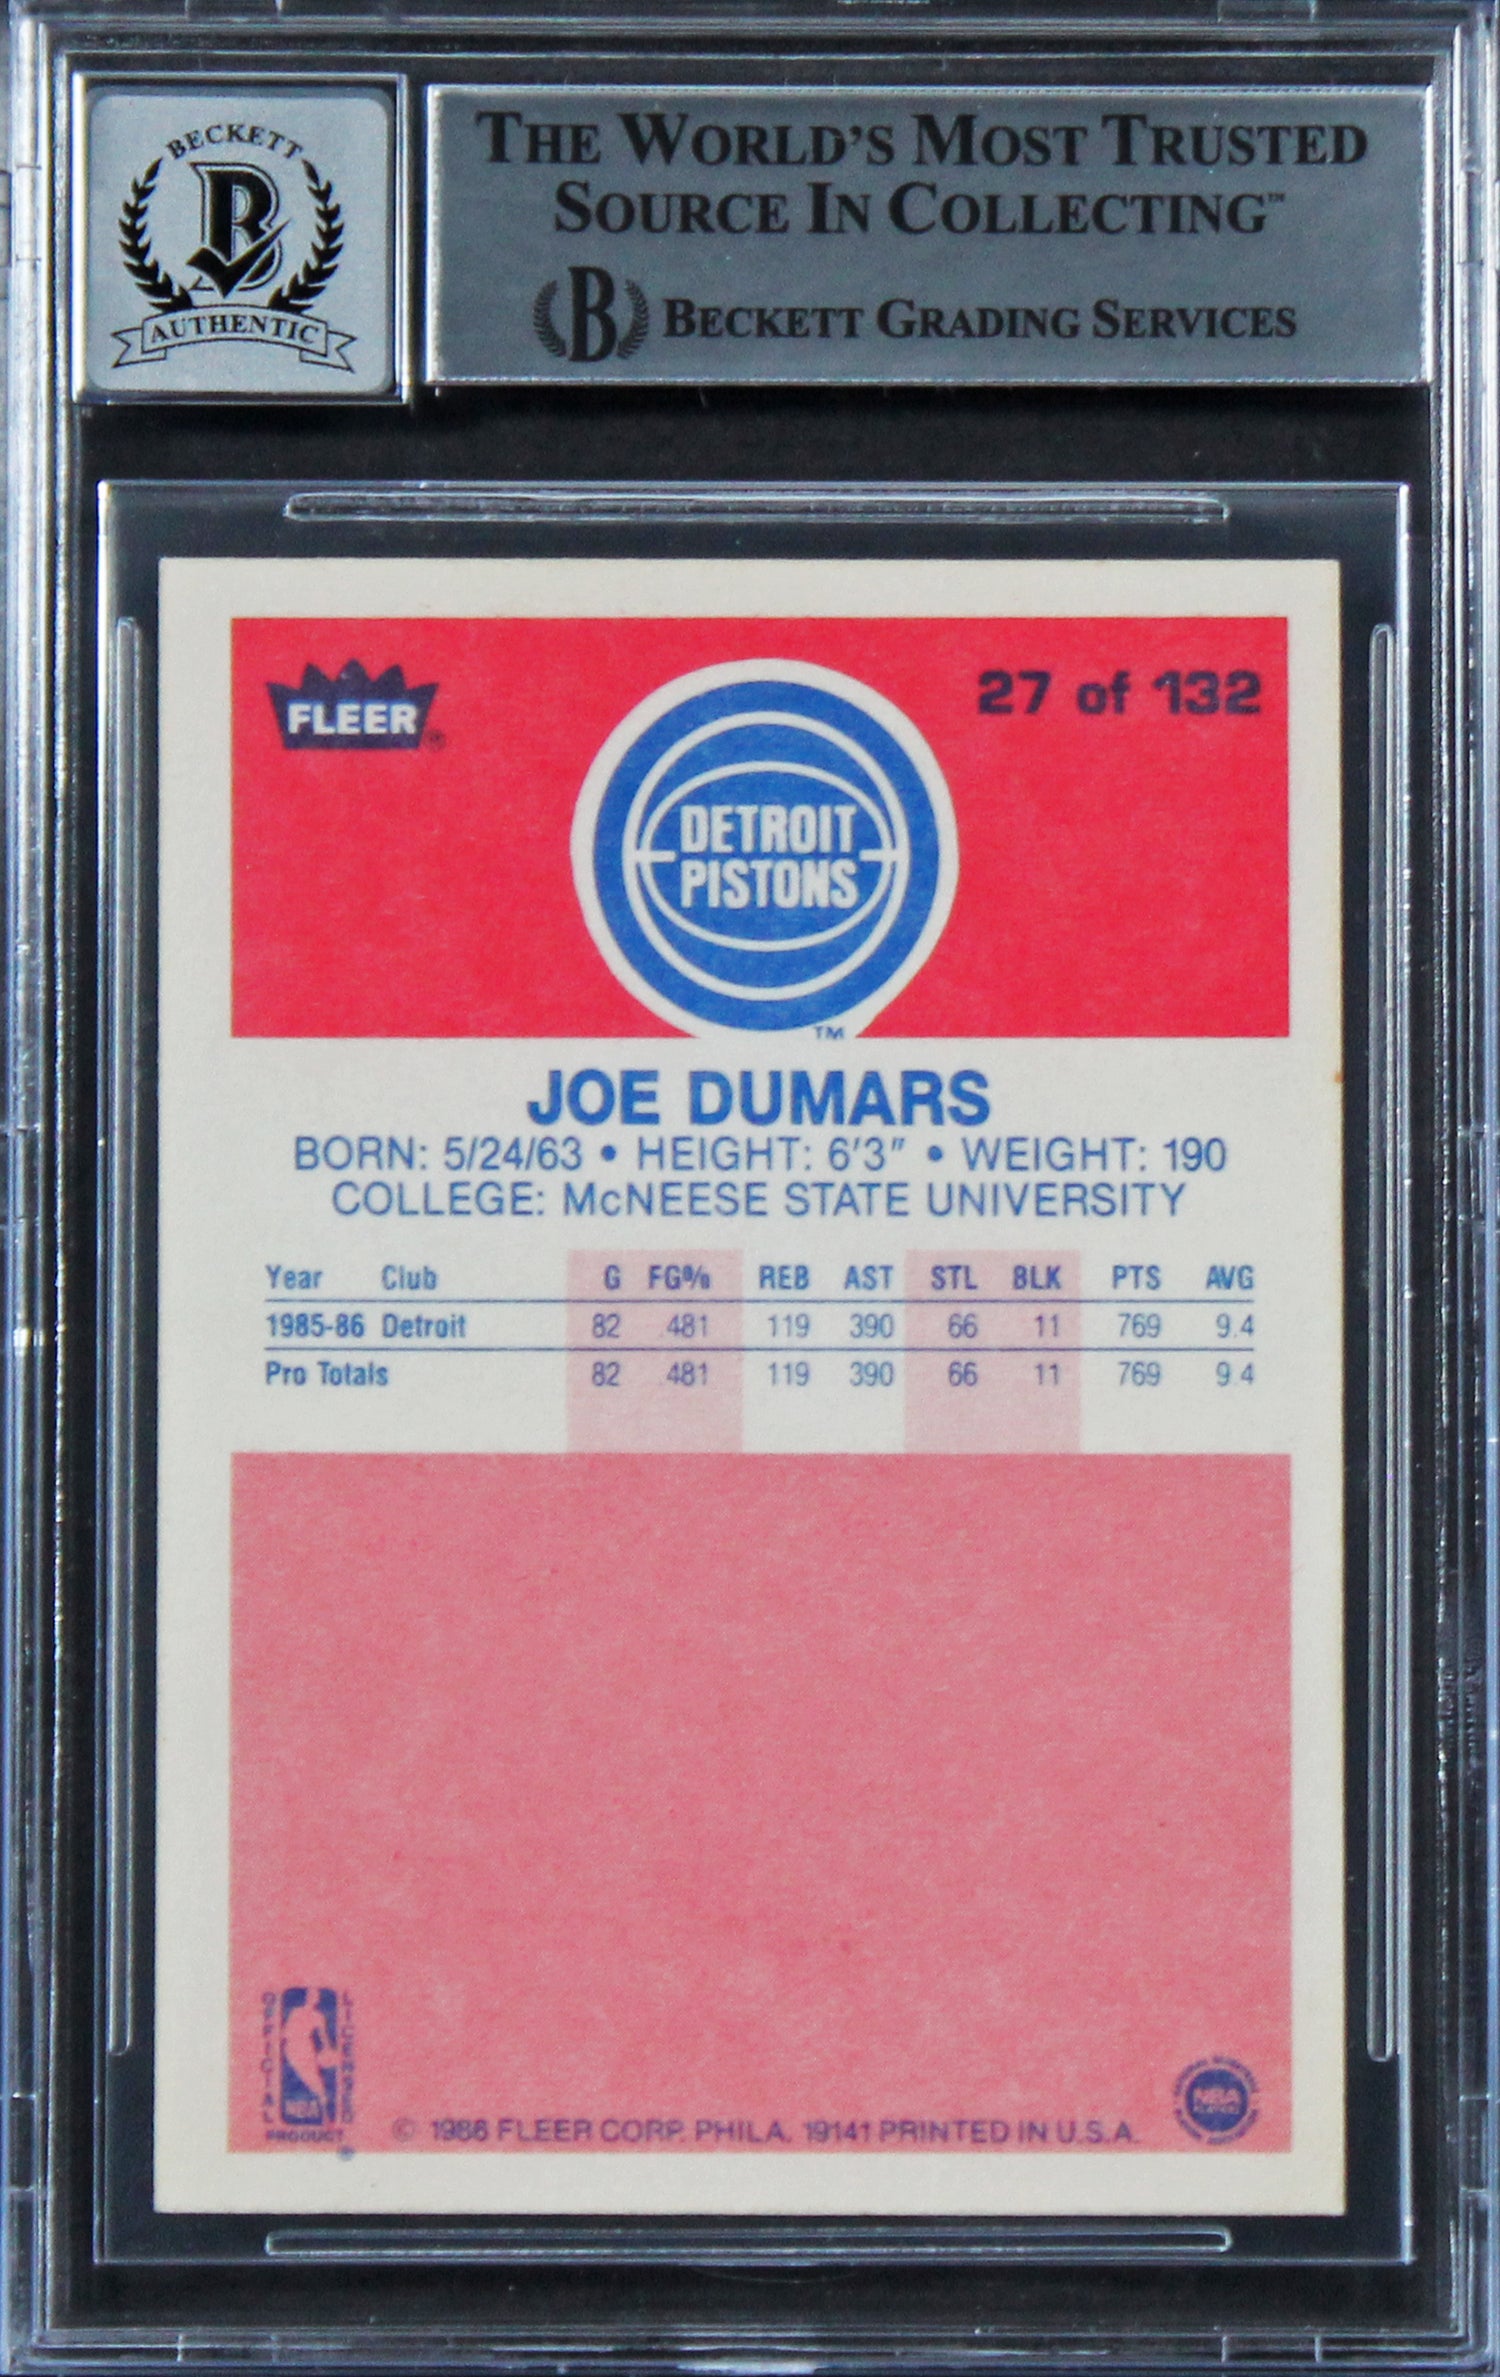 BECKETT
B
AUTHENTIC
THE WORLD'S MOST TRUSTED
SOURCE IN COLLECTING™
B BECKETT GRADING SERVICES
FLEER®
27 of 132
DETROIT
PISTONS
TM
JOE DUMARS
BORN: 5/24/63 • HEIGHT: 6'3" • WEIGHT: 190
COLLEGE: McNEESE STATE UNIVERSITY
Year Club G FG% REB AST STL BLK PTS AVG
1985-86 Detroit 82 .481 119 390 66 11 769 9.4
Pro Totals 82 .481 119 390 66 11 769 9.4
OFFICIAL
LICENSED
NBA
PRODUCT ®
© 1986 FLEER CORP. PHILA. 19141 PRINTED IN U.S.A.
NBA